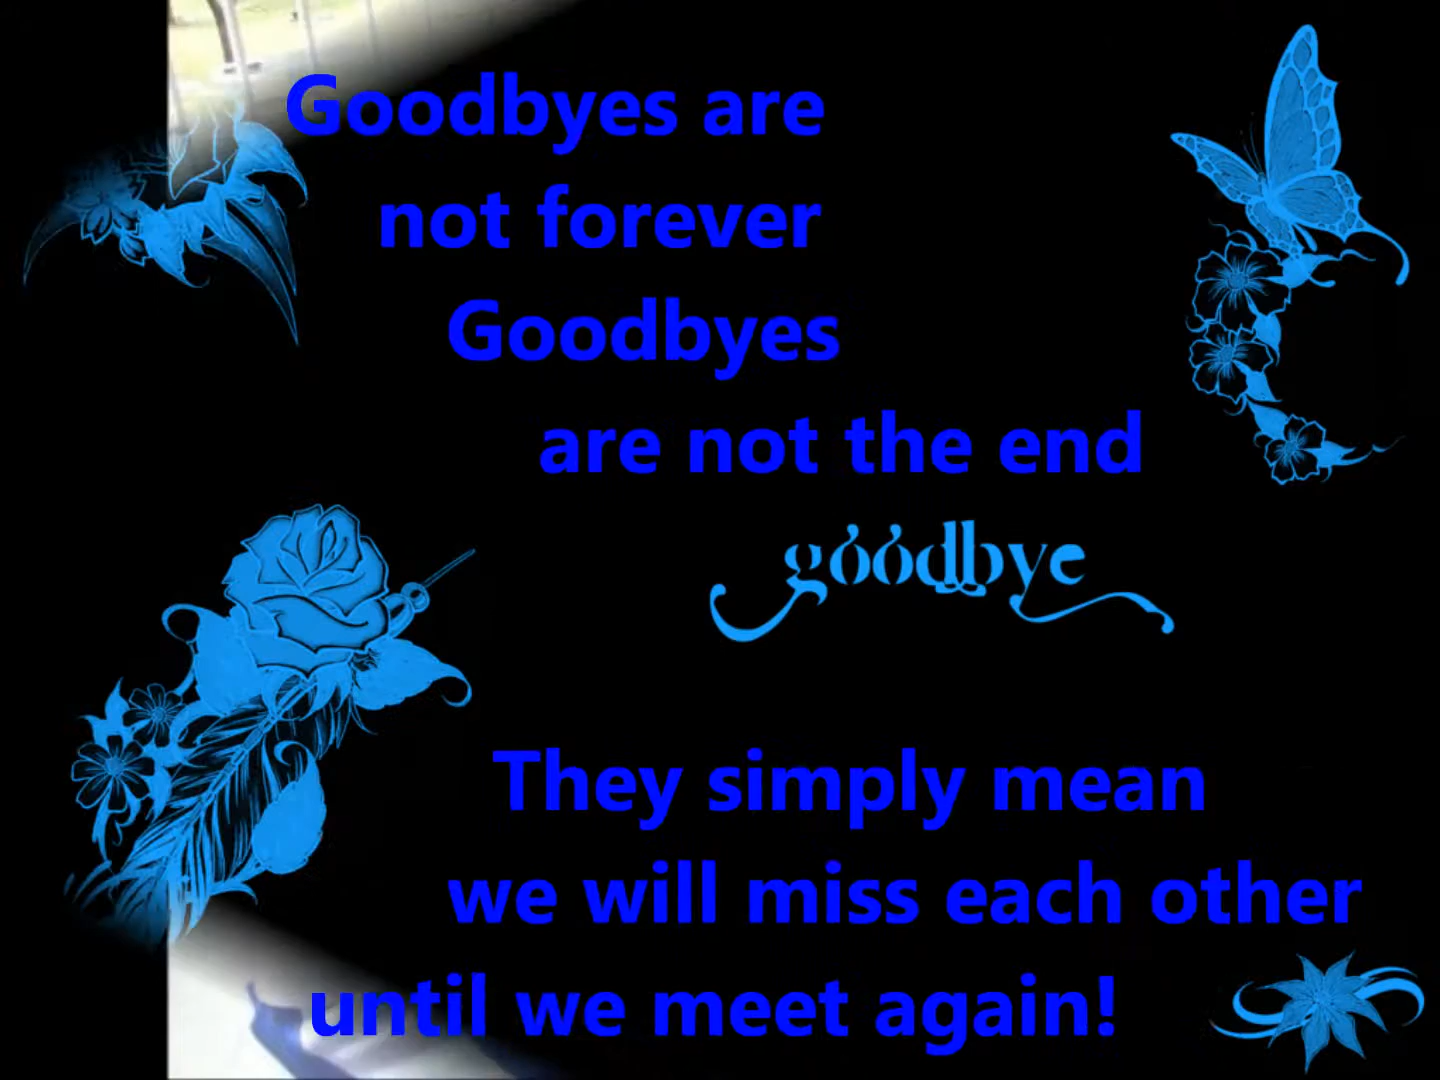 Goodbyes are
not forever
Goodbyes
are not the end
goodbye
They simply mean
we will miss each other
until we meet again!